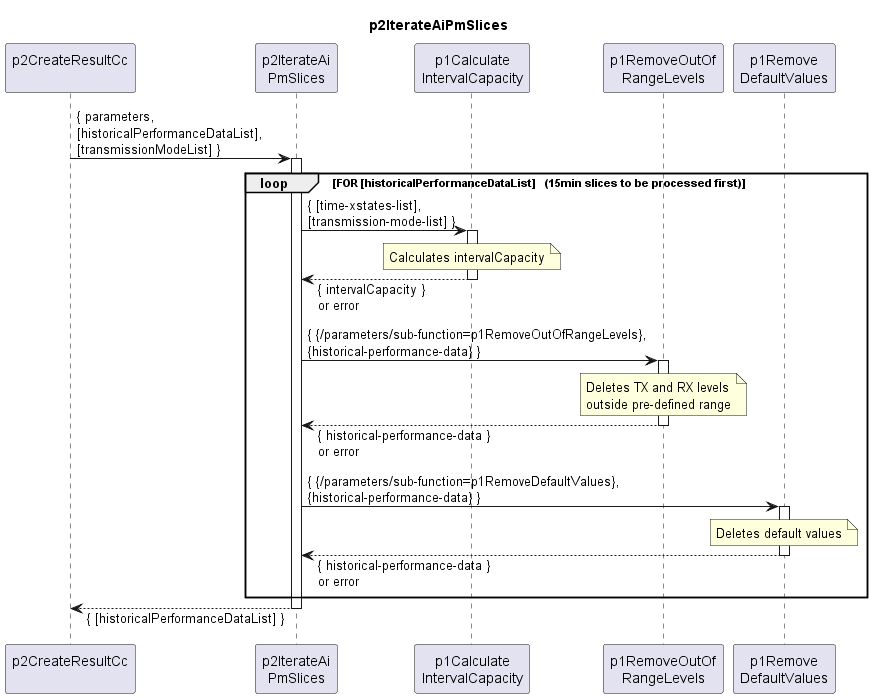 p2IterateAiPmSlices
p2CreateResultCc
p2IterateAi
PmSlices
p1Calculate
IntervalCapacity
p1RemoveOutOf
RangeLevels
p1Remove
DefaultValues
{ parameters,
[historicalPerformanceDataList],
[transmissionModeList] }
loop [FOR [historicalPerformanceDataList] (15min slices to be processed first)]
{ [time-xstates-list],
[transmission-mode-list] }
Calculates intervalCapacity
{ intervalCapacity }
or error
{ {/parameters/sub-function=p1RemoveOutOfRangeLevels},
{historical-performance-data} }
Deletes TX and RX levels
outside pre-defined range
{ historical-performance-data }
or error
{ {/parameters/sub-function=p1RemoveDefaultValues},
{historical-performance-data} }
Deletes default values
{ historical-performance-data }
or error
{ [historicalPerformanceDataList] }
p2CreateResultCc
p2IterateAi
PmSlices
p1Calculate
IntervalCapacity
p1RemoveOutOf
RangeLevels
p1Remove
DefaultValues